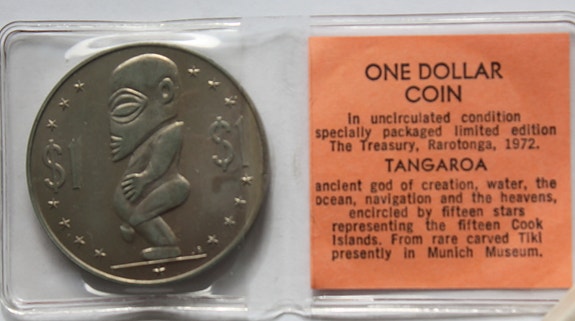 $1
$1
ONE DOLLAR
COIN
In uncirculated condition
specially packaged limited edition
The Treasury, Rarotonga, 1972.
TANGAROA
ancient god of creation, water, the
ocean, navigation and the heavens,
encircled by fifteen stars
representing the fifteen Cook
Islands. From rare carved Tiki
presently in Munich Museum.